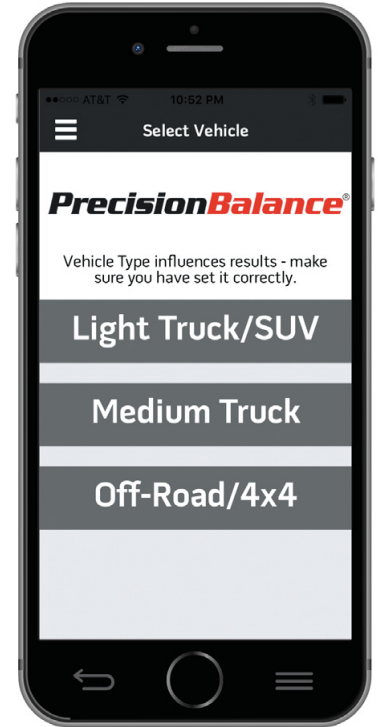 AT&T 10:52 PM
Select Vehicle
PrecisionBalance®
Vehicle Type influences results - make
sure you have set it correctly.
Light Truck/SUV
Medium Truck
Off-Road/4x4